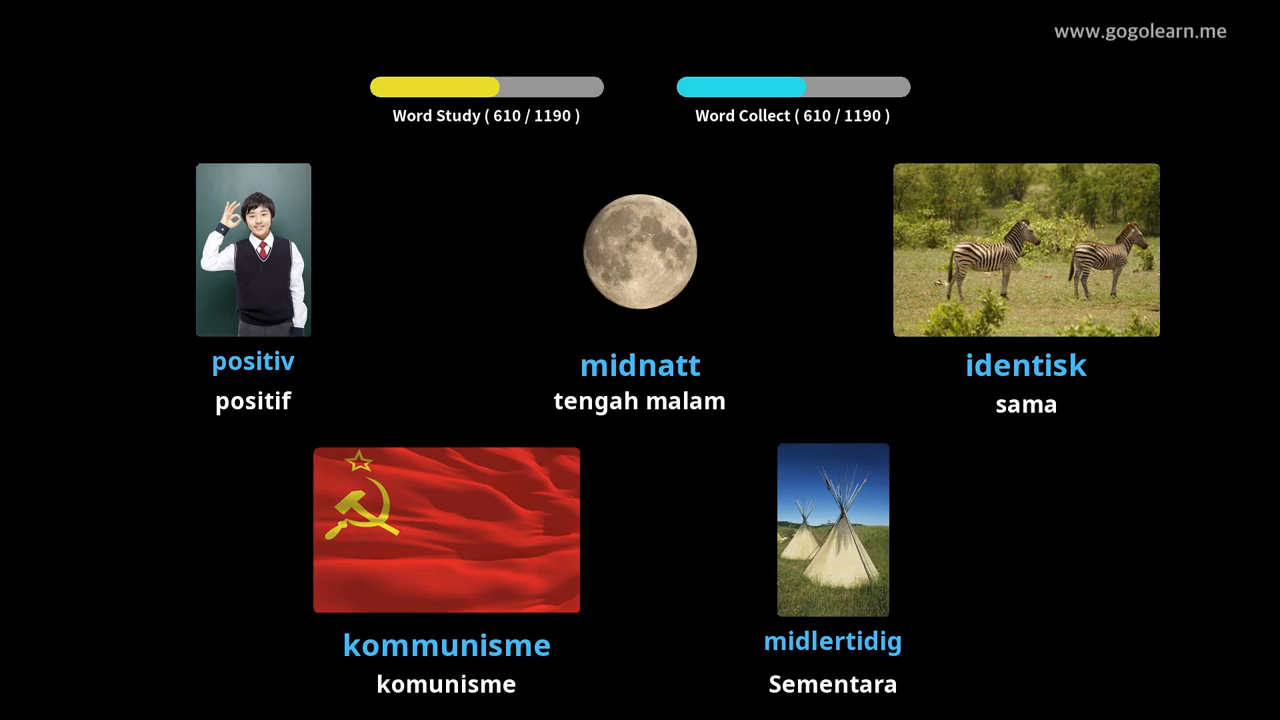 www.gogolearn.me
Word Study ( 610 / 1190 )
Word Collect ( 610 / 1190 )
positiv
positif
midnatt
tengah malam
identisk
sama
kommunisme
komunisme
midlertidig
Sementara